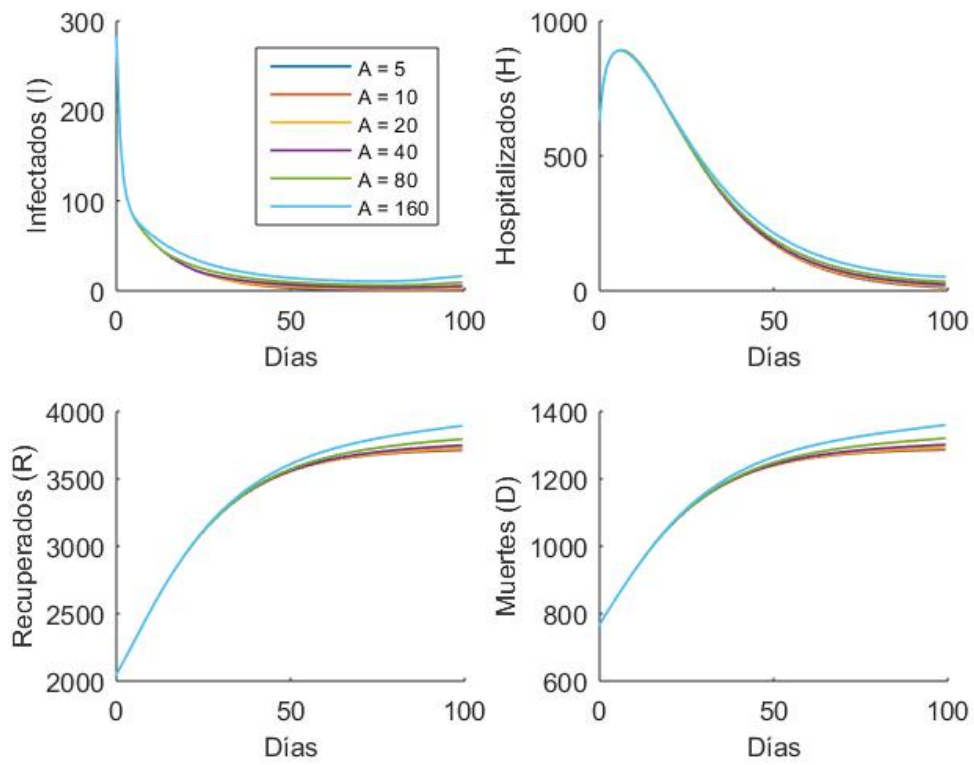 300
200
100
0
0
50
100
Infectados (I)
Días
A = 5
A = 10
A = 20
A = 40
A = 80
A = 160
1000
500
0
0
50
100
Hospitalizados (H)
Días
4000
3500
3000
2500
2000
0
50
100
Recuperados (R)
Días
1400
1200
1000
800
600
0
50
100
Muertes (D)
Días